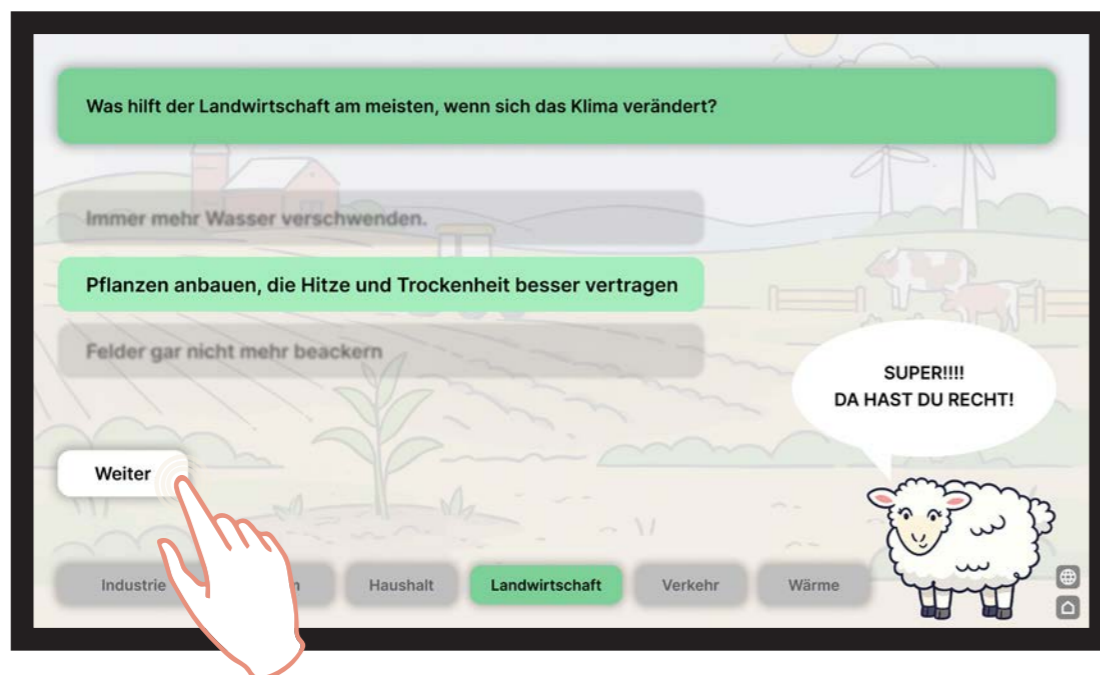 Was hilft der Landwirtschaft am meisten, wenn sich das Klima verändert?
Immer mehr Wasser verschwenden.
Pflanzen anbauen, die Hitze und Trockenheit besser vertragen
Felder gar nicht mehr beackern
SUPER!!!!
DA HAST DU RECHT!
Weiter
Industrie
Haushalt
Landwirtschaft
Verkehr
Wärme